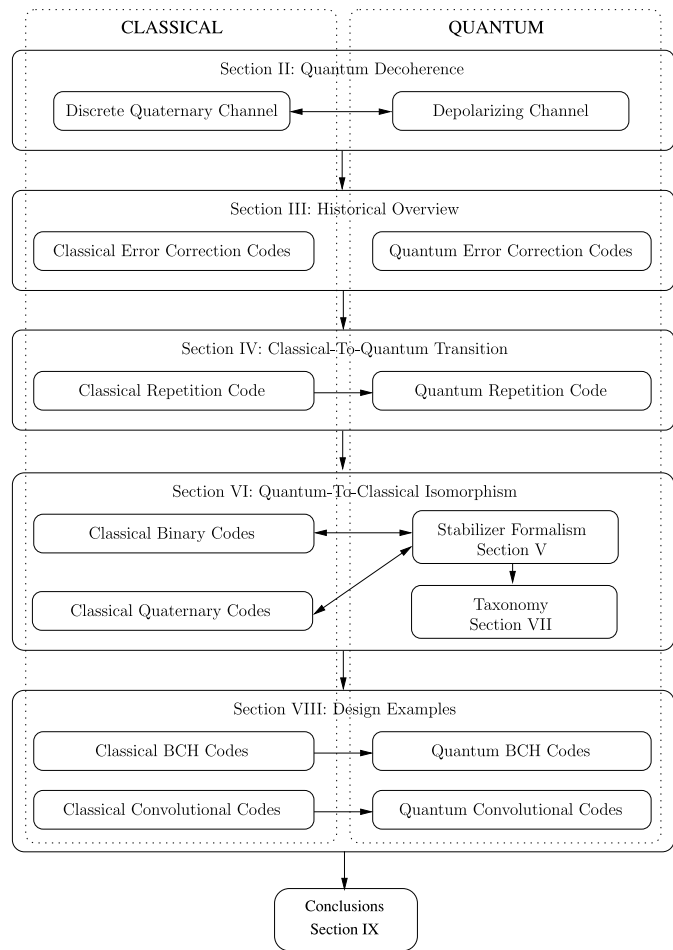 CLASSICAL
QUANTUM
Section II: Quantum Decoherence
Discrete Quaternary Channel
Depolarizing Channel
Section III: Historical Overview
Classical Error Correction Codes
Quantum Error Correction Codes
Section IV: Classical-To-Quantum Transition
Classical Repetition Code
Quantum Repetition Code
Section VI: Quantum-To-Classical Isomorphism
Classical Binary Codes
Stabilizer Formalism
Section V
Classical Quaternary Codes
Taxonomy
Section VII
Section VIII: Design Examples
Classical BCH Codes
Quantum BCH Codes
Classical Convolutional Codes
Quantum Convolutional Codes
Conclusions
Section IX